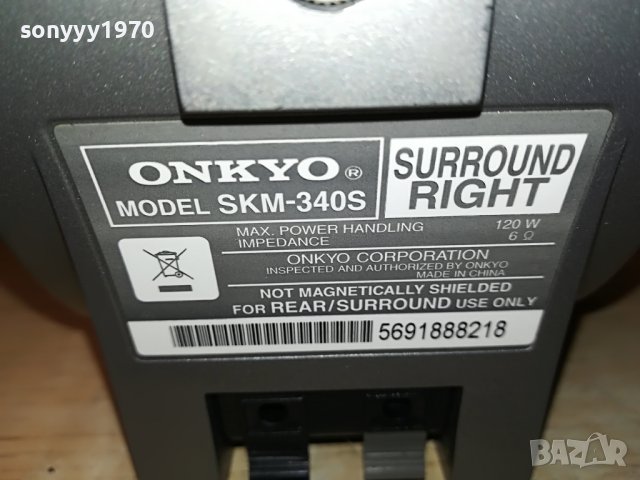 sonyyy1970
ONKYO®
MODEL SKM-340S
SURROUND
RIGHT
MAX. POWER HANDLING 120 W
IMPEDANCE 6 Ω
ONKYO CORPORATION
INSPECTED AND AUTHORIZED BY ONKYO
MADE IN CHINA
NOT MAGNETICALLY SHIELDED
FOR REAR/SURROUND USE ONLY
5691888218
BAZAR